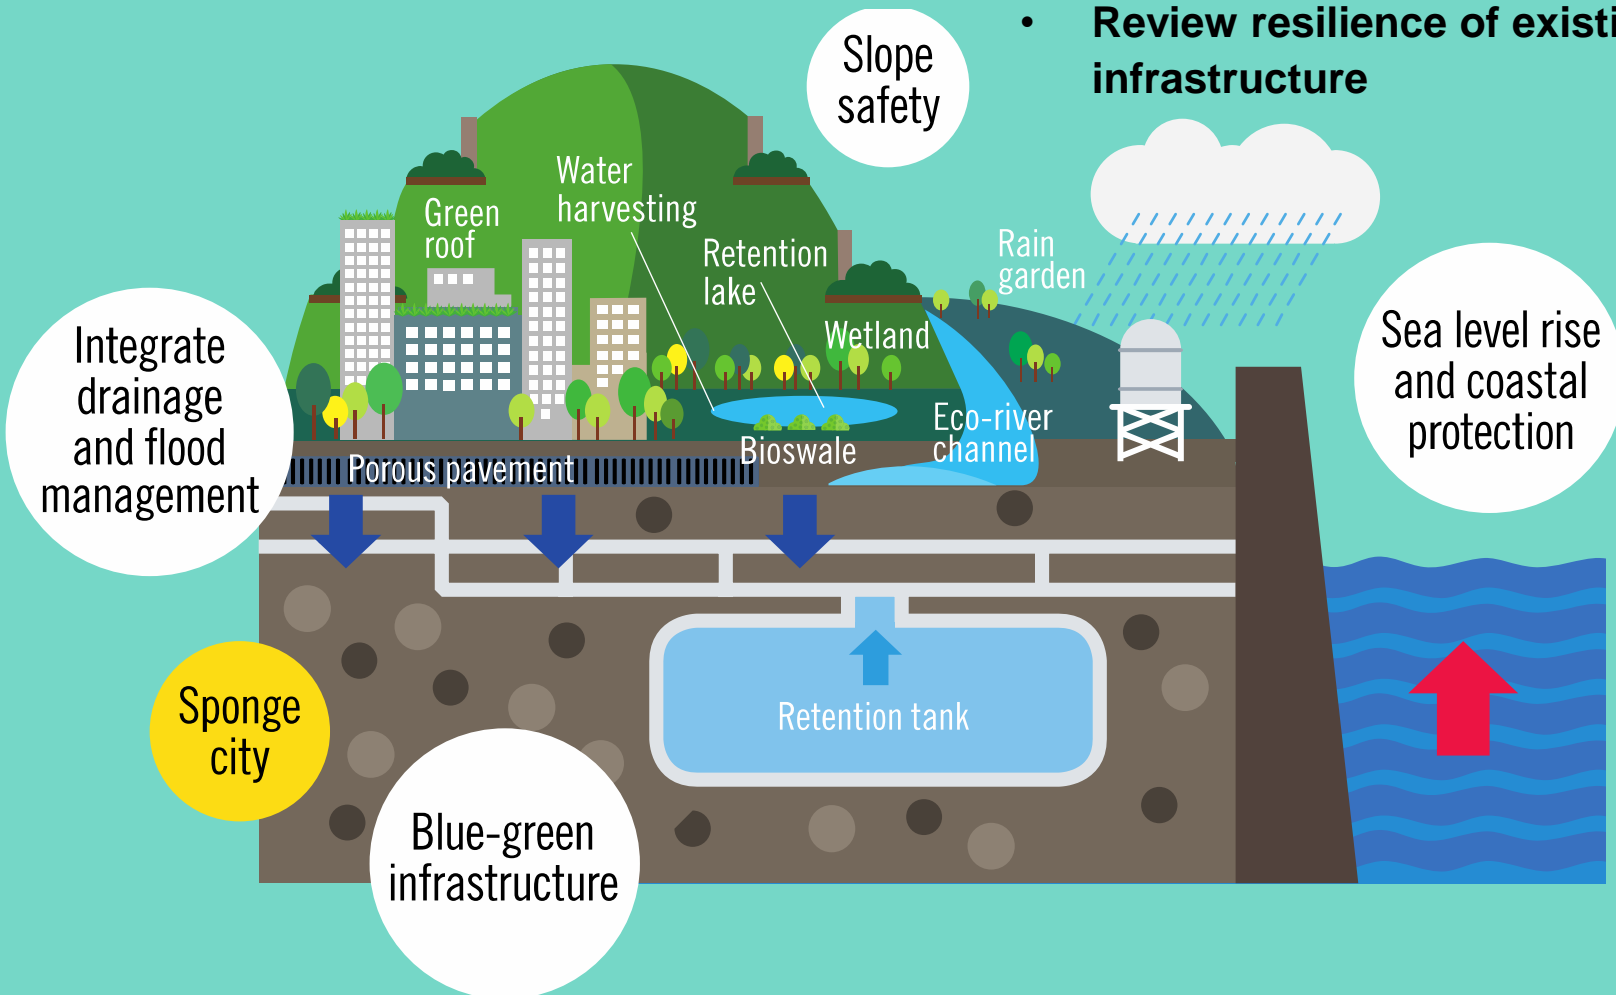 • Review resilience of existi
infrastructure
Slope
safety
Water
harvesting
Green
roof
Retention
lake
Rain
garden
Wetland
Integrate
drainage
and flood
management
Sea level rise
and coastal
protection
Eco-river
channel
Bioswale
Porous pavement
Sponge
city
Retention tank
Blue-green
infrastructure